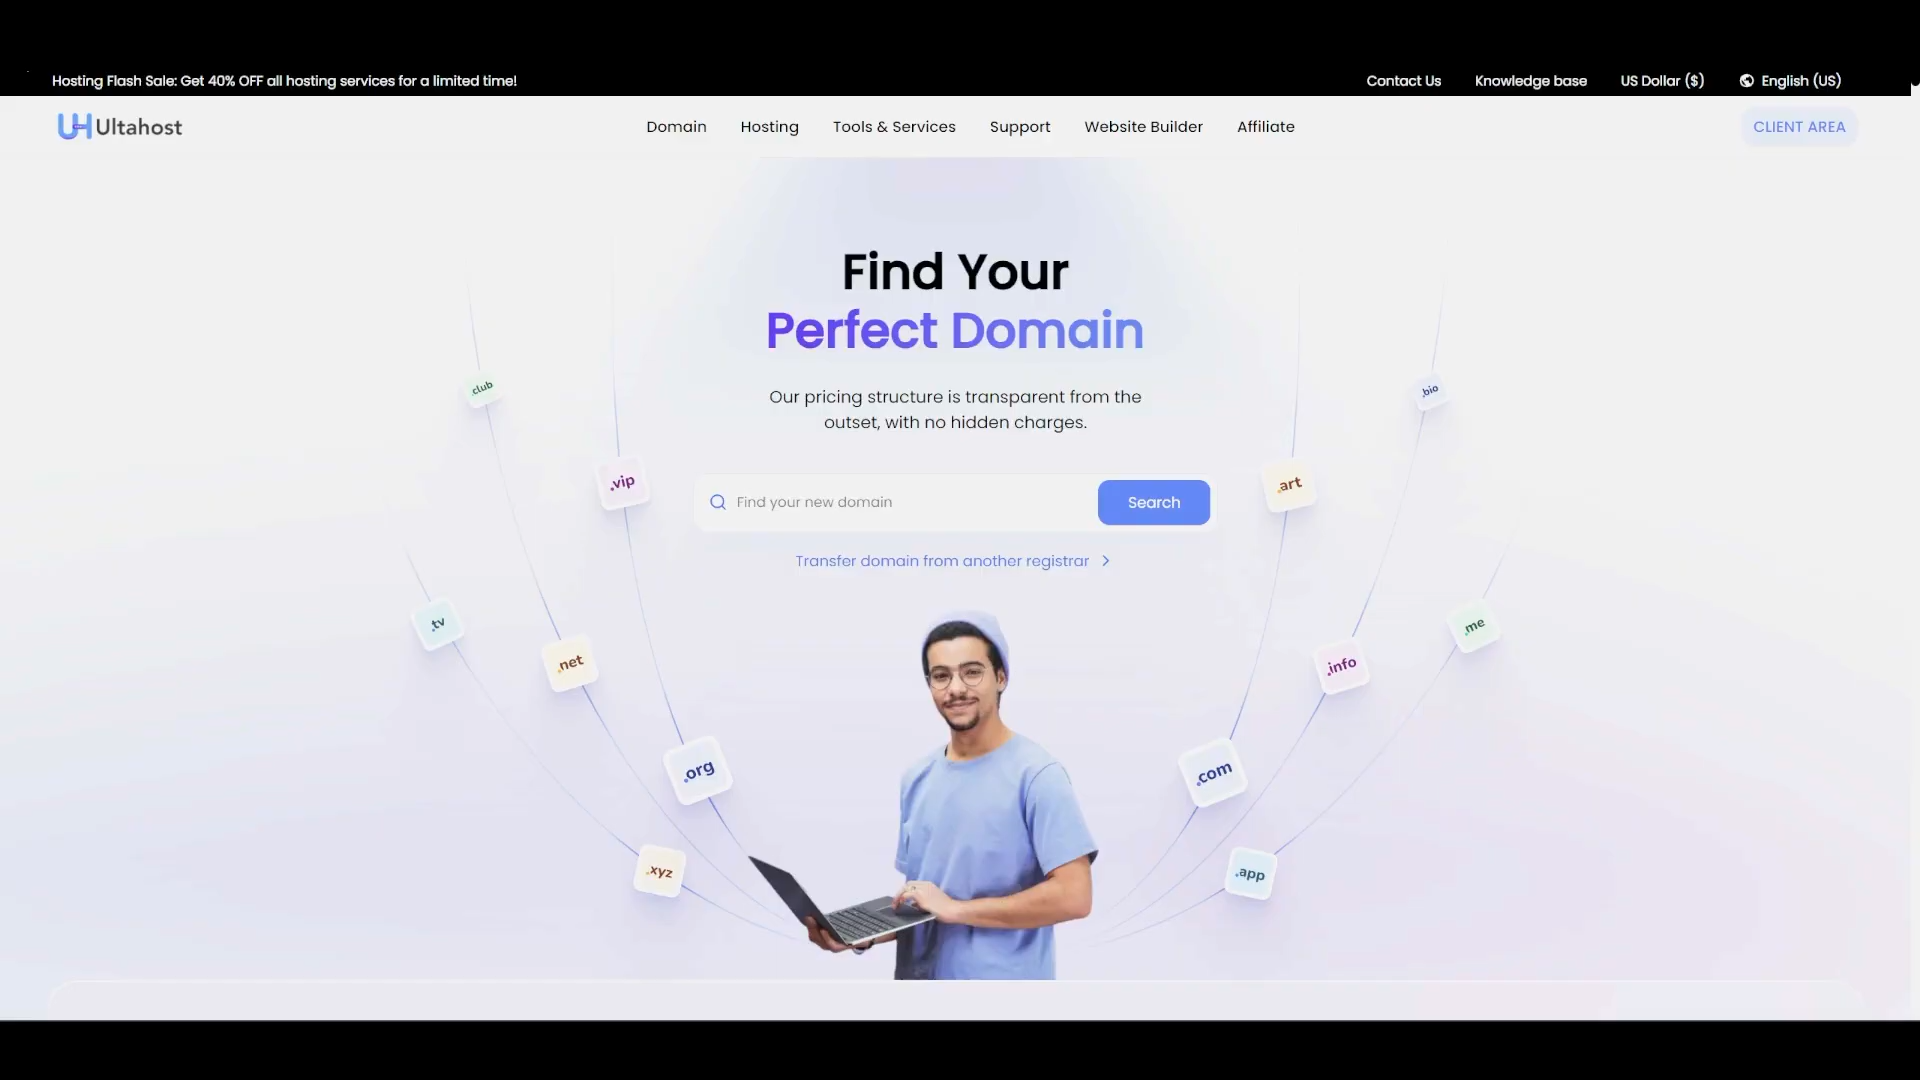 Hosting Flash Sale: Get 40% OFF all hosting services for a limited time!
Contact Us
Knowledge base
US Dollar ($)
English (US)
UH Ultahost
Domain
Hosting
Tools & Services
Support
Website Builder
Affiliate
CLIENT AREA
Find Your
Perfect Domain
Our pricing structure is transparent from the
outset, with no hidden charges.
Find your new domain
Search
Transfer domain from another registrar
.club
.bio
.vip
.art
.tv
.net
.info
.me
.org
.com
.xyz
.app